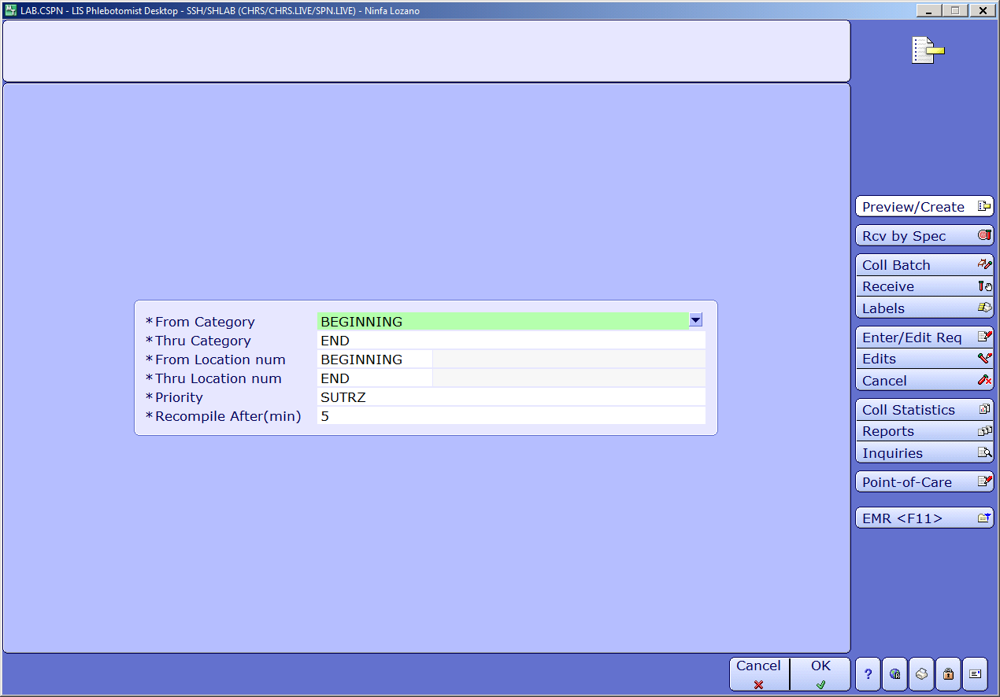 LAB.CSPN - LIS Phlebotomist Desktop - SSH/SHLAB (CHRS/CHRS.LIVE/SPN.LIVE) - Ninfa Lozano
Preview/Create
Rcv by Spec
Coll Batch
Receive
Labels
*From Category BEGINNING
*Thru Category END
*From Location num BEGINNING
*Thru Location num END
*Priority SUTRZ
*Recompile After(min) 5
Enter/Edit Req
Edits
Cancel
Coll Statistics
Reports
Inquiries
Point-of-Care
EMR <F11>
Cancel OK ?